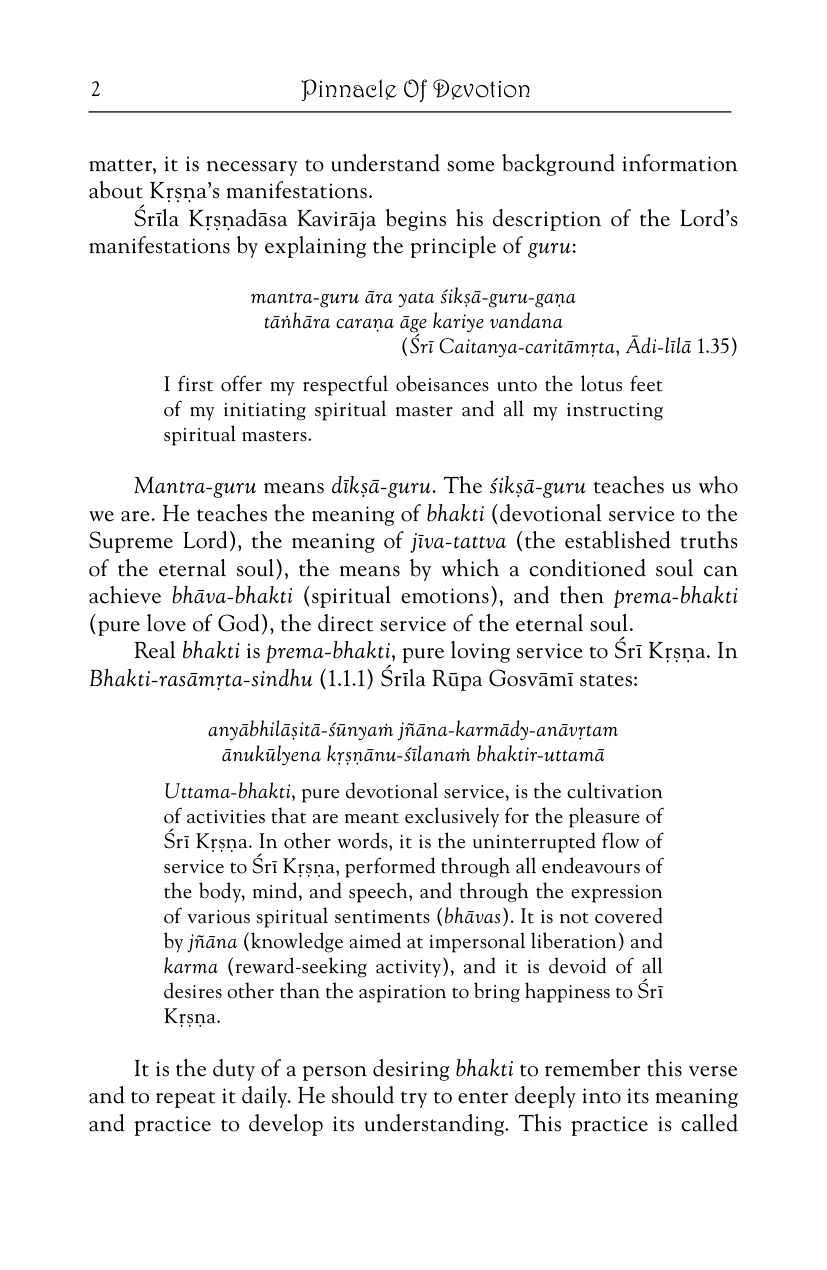 2 Pinnacle Of Devotion
matter, it is necessary to understand some background information
about Kṛṣṇa’s manifestations.
Śrīla Kṛṣṇadāsa Kavirāja begins his description of the Lord’s
manifestations by explaining the principle of guru:
mantra-guru āra yata śikṣā-guru-gaṇa
tāṅhāra caraṇa āge kariye vandana
(Śrī Caitanya-caritāmṛta, Ādi-līlā 1.35)
I first offer my respectful obeisances unto the lotus feet
of my initiating spiritual master and all my instructing
spiritual masters.
Mantra-guru means dīkṣā-guru. The śikṣā-guru teaches us who
we are. He teaches the meaning of bhakti (devotional service to the
Supreme Lord), the meaning of jīva-tattva (the established truths
of the eternal soul), the means by which a conditioned soul can
achieve bhāva-bhakti (spiritual emotions), and then prema-bhakti
(pure love of God), the direct service of the eternal soul.
Real bhakti is prema-bhakti, pure loving service to Śrī Kṛṣṇa. In
Bhakti-rasāmṛta-sindhu (1.1.1) Śrīla Rūpa Gosvāmī states:
anyābhilāṣitā-śūnyaṁ jñāna-karmādy-anāvṛtam
ānukūlyena kṛṣṇānu-śīlanaṁ bhaktir-uttamā
Uttama-bhakti, pure devotional service, is the cultivation
of activities that are meant exclusively for the pleasure of
Śrī Kṛṣṇa. In other words, it is the uninterrupted flow of
service to Śrī Kṛṣṇa, performed through all endeavours of
the body, mind, and speech, and through the expression
of various spiritual sentiments (bhāvas). It is not covered
by jñāna (knowledge aimed at impersonal liberation) and
karma (reward-seeking activity), and it is devoid of all
desires other than the aspiration to bring happiness to Śrī
Kṛṣṇa.
It is the duty of a person desiring bhakti to remember this verse
and to repeat it daily. He should try to enter deeply into its meaning
and practice to develop its understanding. This practice is called